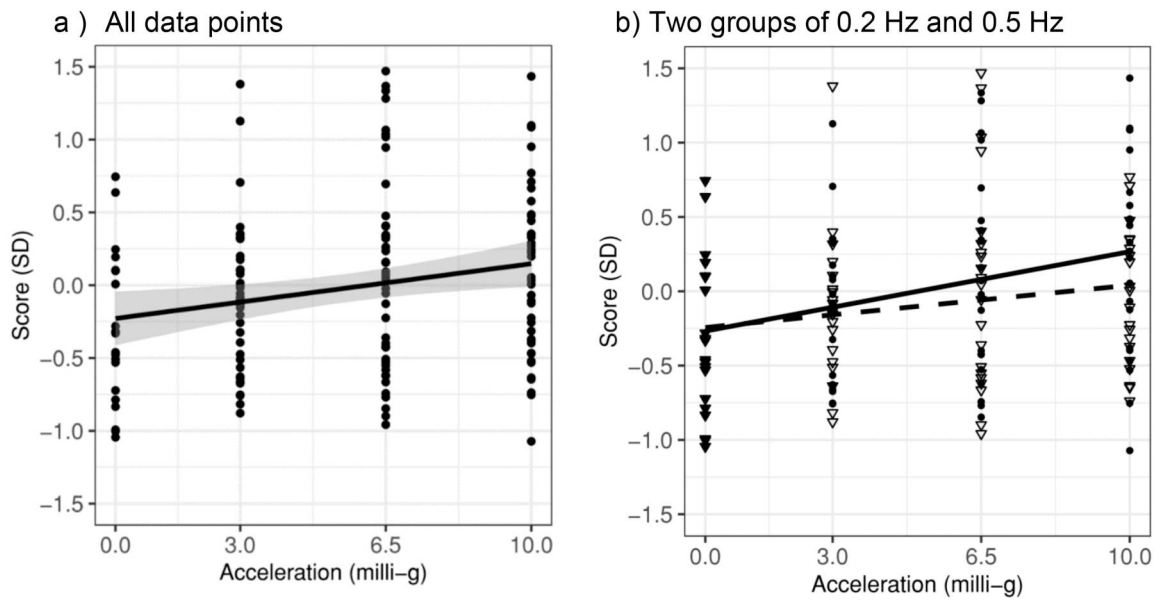 a ) All data points
1.5
1.0
0.5
0.0
−0.5
−1.0
−1.5
Score (SD)
0.0 3.0 6.5 10.0
Acceleration (milli−g)
b) Two groups of 0.2 Hz and 0.5 Hz
1.5
1.0
0.5
0.0
−0.5
−1.0
−1.5
Score (SD)
0.0 3.0 6.5 10.0
Acceleration (milli−g)